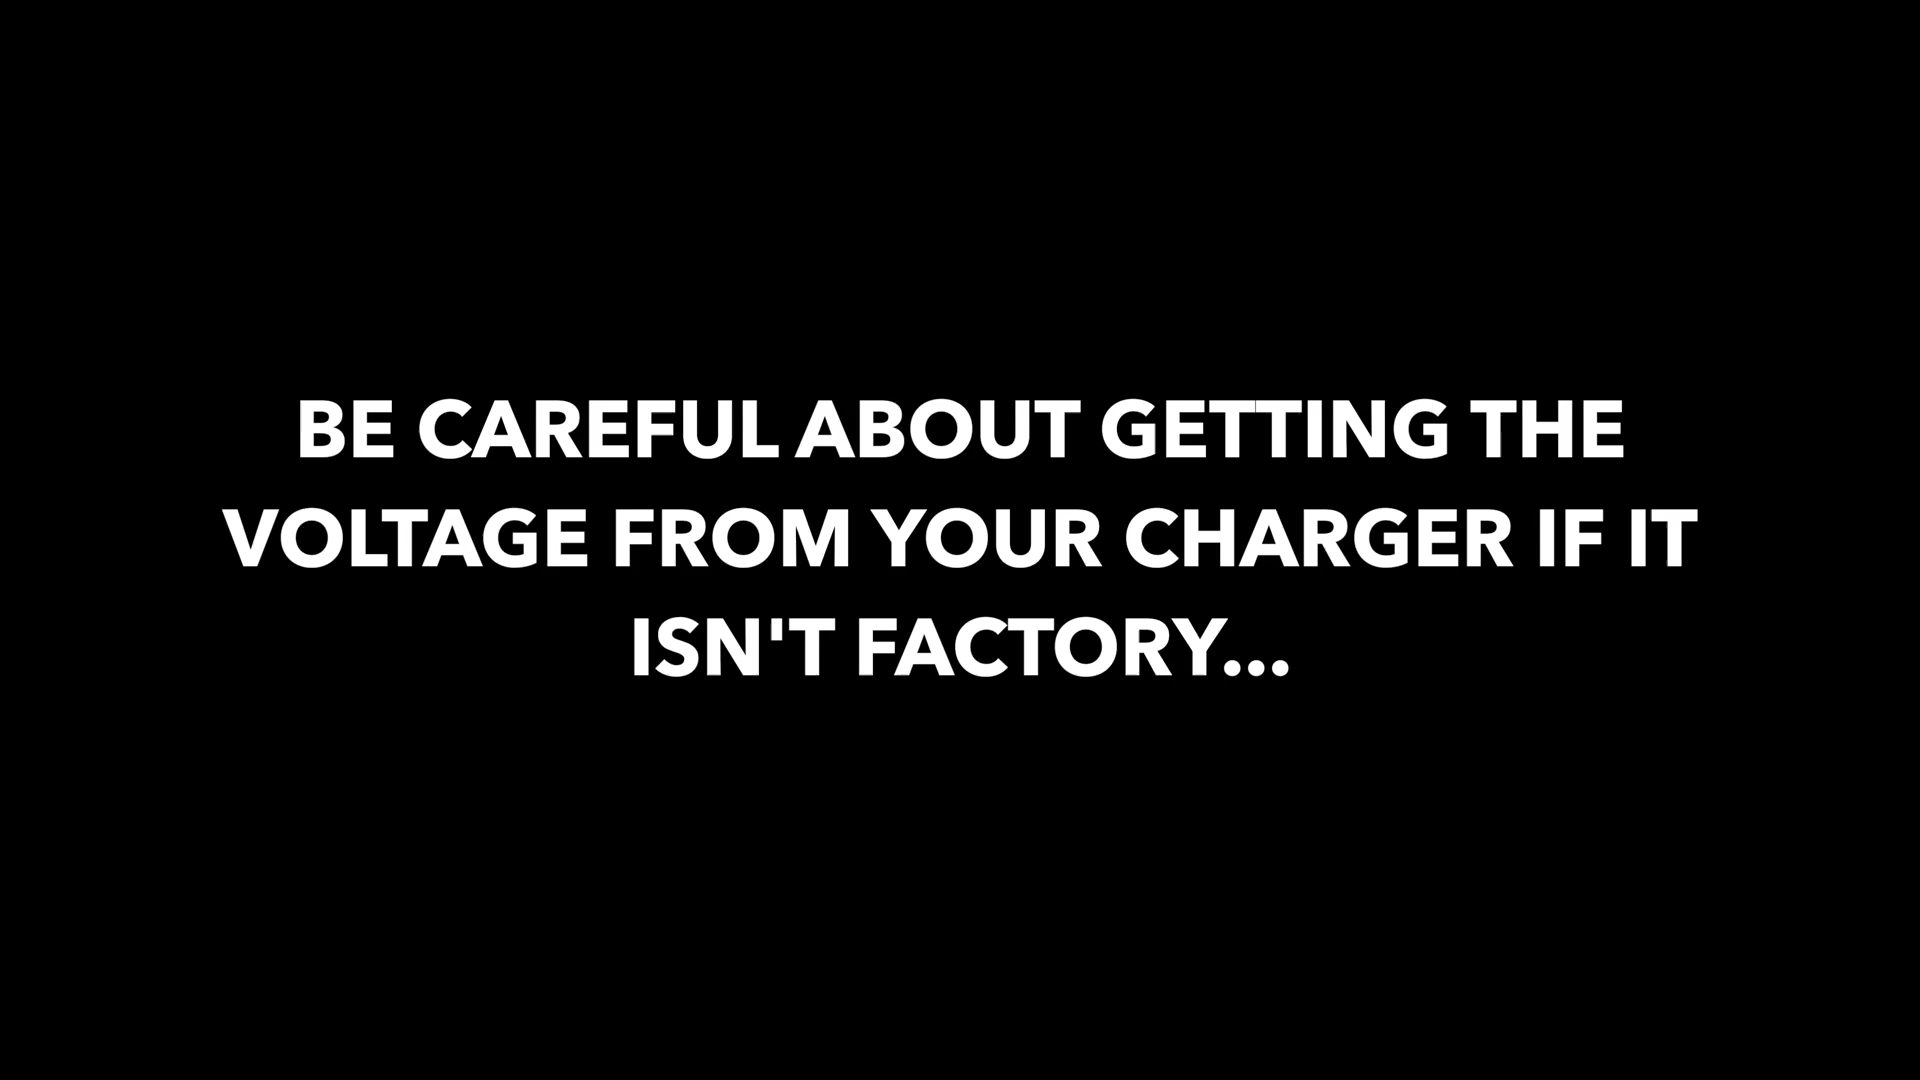 BE CAREFUL ABOUT GETTING THE
VOLTAGE FROM YOUR CHARGER IF IT
ISN'T FACTORY...